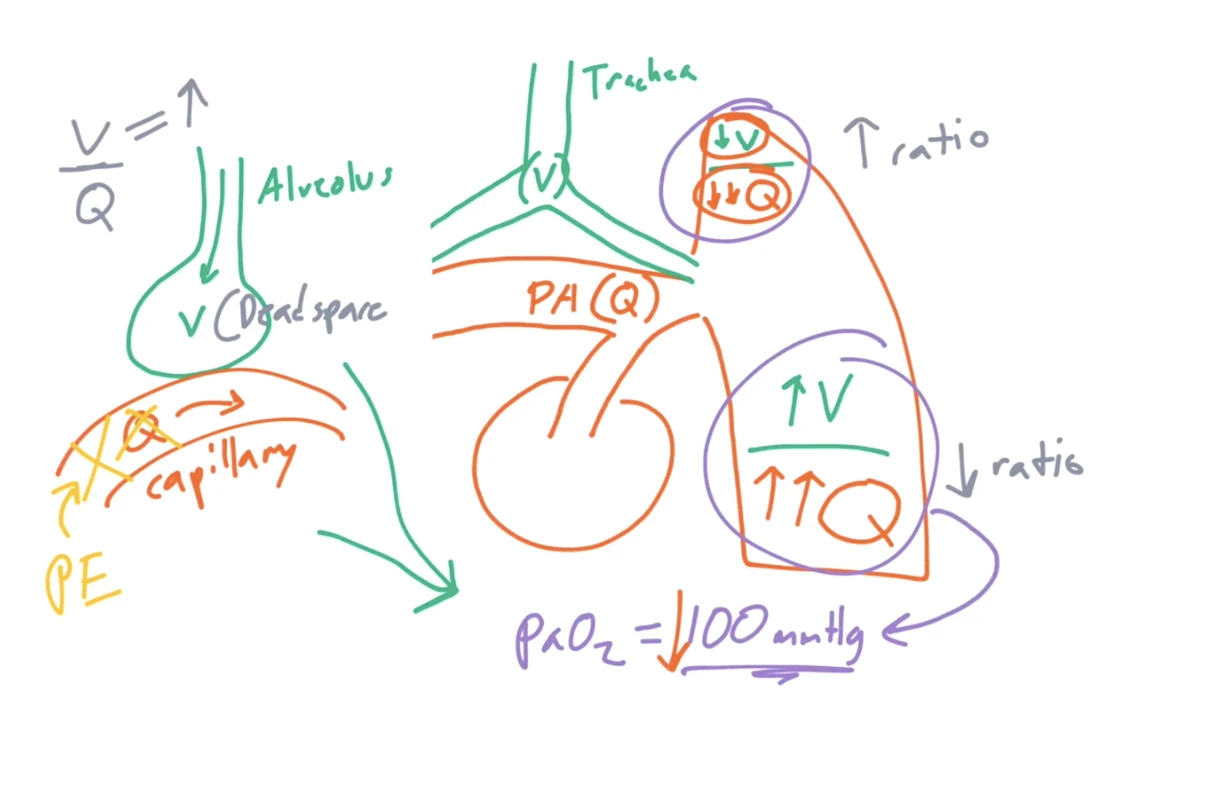 V/Q = ↑
Alveolus
V (Deadspace
Q →
capillary
PE
Trachea
(V)
PA (Q)
↓V
↓↓Q
↑ ratio
↑V
↑↑Q
↓ ratio
PaO₂ = ↓100 mmHg